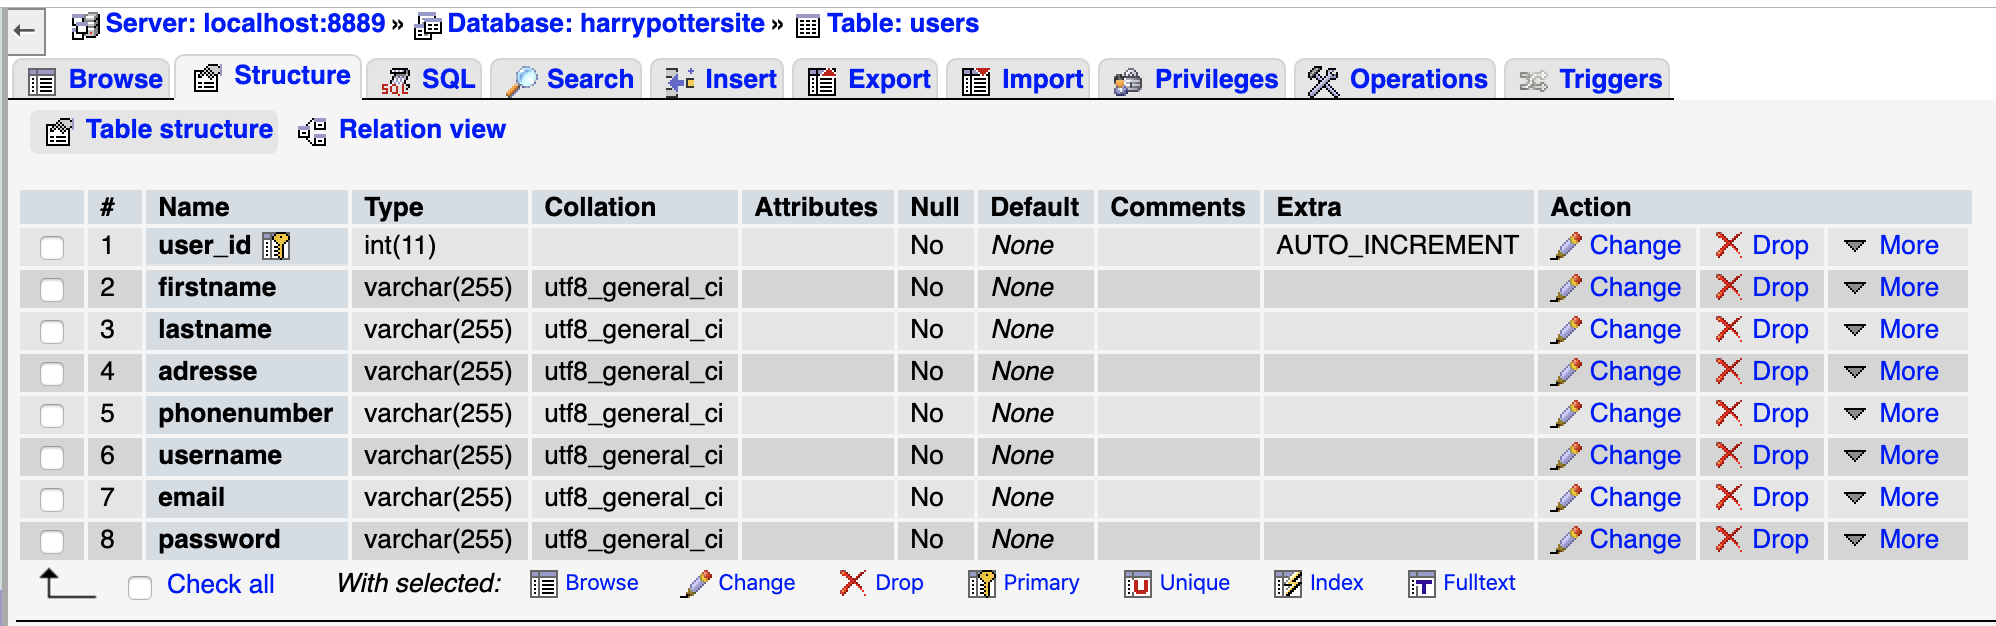 Server: localhost:8889 » Database: harrypottersite » Table: users
Browse Structure SQL Search Insert Export Import Privileges Operations Triggers
Table structure Relation view
# Name Type Collation Attributes Null Default Comments Extra Action
1 user_id int(11) No None AUTO_INCREMENT Change Drop More
2 firstname varchar(255) utf8_general_ci No None Change Drop More
3 lastname varchar(255) utf8_general_ci No None Change Drop More
4 adresse varchar(255) utf8_general_ci No None Change Drop More
5 phonenumber varchar(255) utf8_general_ci No None Change Drop More
6 username varchar(255) utf8_general_ci No None Change Drop More
7 email varchar(255) utf8_general_ci No None Change Drop More
8 password varchar(255) utf8_general_ci No None Change Drop More
Check all With selected: Browse Change Drop Primary Unique Index Fulltext